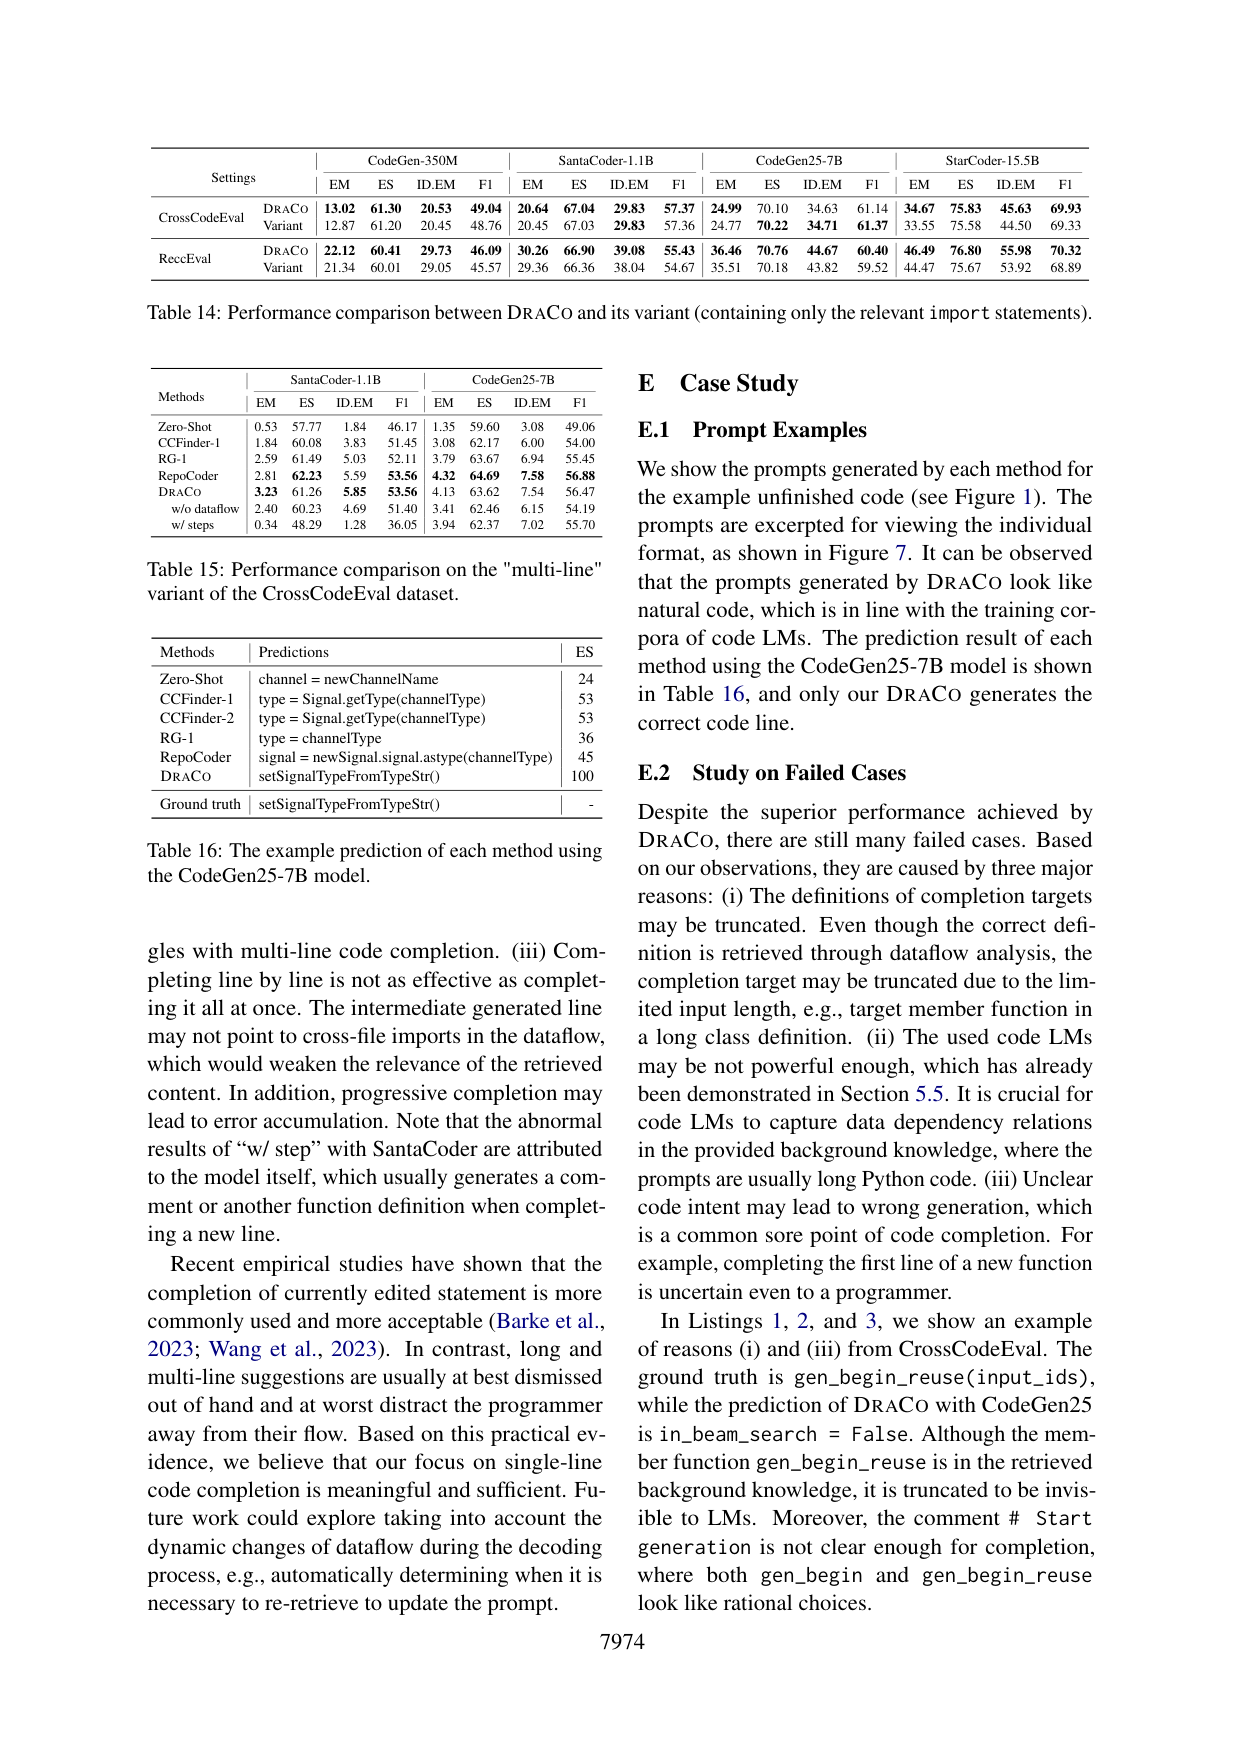 Settings CodeGen-350M SantaCoder-1.1B CodeGen25-7B StarCoder-15.5B
EM ES ID.EM F1 EM ES ID.EM F1 EM ES ID.EM F1 EM ES ID.EM F1
CrossCodeEval DRACO 13.02 61.30 20.53 49.04 20.64 67.04 29.83 57.37 24.99 70.10 34.63 61.14 34.67 75.83 45.63 69.93
Variant 12.87 61.20 20.45 48.76 20.45 67.03 29.83 57.36 24.77 70.22 34.71 61.37 33.55 75.58 44.50 69.33
ReccEval DRACO 22.12 60.41 29.73 46.09 30.26 66.90 39.08 55.43 36.46 70.76 44.67 60.40 46.49 76.80 55.98 70.32
Variant 21.34 60.01 29.05 45.57 29.36 66.36 38.04 54.67 35.51 70.18 43.82 59.52 44.47 75.67 53.92 68.89
Table 14: Performance comparison between DRACO and its variant (containing only the relevant import statements).
Methods SantaCoder-1.1B CodeGen25-7B
EM ES ID.EM F1 EM ES ID.EM F1
Zero-Shot 0.53 57.77 1.84 46.17 1.35 59.60 3.08 49.06
CCFinder-1 1.84 60.08 3.83 51.45 3.08 62.17 6.00 54.00
RG-1 2.59 61.49 5.03 52.11 3.79 63.67 6.94 55.45
RepoCoder 2.81 62.23 5.59 53.56 4.32 64.69 7.58 56.88
DRACO 3.23 61.26 5.85 53.56 4.13 63.62 7.54 56.47
w/o dataflow 2.40 60.23 4.69 51.40 3.41 62.46 6.15 54.19
w/ steps 0.34 48.29 1.28 36.05 3.94 62.37 7.02 55.70
Table 15: Performance comparison on the "multi-line"
variant of the CrossCodeEval dataset.
Methods Predictions ES
Zero-Shot channel = newChannelName 24
CCFinder-1 type = Signal.getType(channelType) 53
CCFinder-2 type = Signal.getType(channelType) 53
RG-1 type = channelType 36
RepoCoder signal = newSignal.signal.astype(channelType) 45
DRACO setSignalTypeFromTypeStr() 100
Ground truth setSignalTypeFromTypeStr() -
Table 16: The example prediction of each method using
the CodeGen25-7B model.
gles with multi-line code completion. (iii) Com-
pleting line by line is not as effective as complet-
ing it all at once. The intermediate generated line
may not point to cross-file imports in the dataflow,
which would weaken the relevance of the retrieved
content. In addition, progressive completion may
lead to error accumulation. Note that the abnormal
results of “w/ step” with SantaCoder are attributed
to the model itself, which usually generates a com-
ment or another function definition when complet-
ing a new line.
Recent empirical studies have shown that the
completion of currently edited statement is more
commonly used and more acceptable (Barke et al.,
2023; Wang et al., 2023). In contrast, long and
multi-line suggestions are usually at best dismissed
out of hand and at worst distract the programmer
away from their flow. Based on this practical ev-
idence, we believe that our focus on single-line
code completion is meaningful and sufficient. Fu-
ture work could explore taking into account the
dynamic changes of dataflow during the decoding
process, e.g., automatically determining when it is
necessary to re-retrieve to update the prompt.
E Case Study
E.1 Prompt Examples
We show the prompts generated by each method for
the example unfinished code (see Figure 1). The
prompts are excerpted for viewing the individual
format, as shown in Figure 7. It can be observed
that the prompts generated by DRACO look like
natural code, which is in line with the training cor-
pora of code LMs. The prediction result of each
method using the CodeGen25-7B model is shown
in Table 16, and only our DRACO generates the
correct code line.
E.2 Study on Failed Cases
Despite the superior performance achieved by
DRACO, there are still many failed cases. Based
on our observations, they are caused by three major
reasons: (i) The definitions of completion targets
may be truncated. Even though the correct defi-
nition is retrieved through dataflow analysis, the
completion target may be truncated due to the lim-
ited input length, e.g., target member function in
a long class definition. (ii) The used code LMs
may be not powerful enough, which has already
been demonstrated in Section 5.5. It is crucial for
code LMs to capture data dependency relations
in the provided background knowledge, where the
prompts are usually long Python code. (iii) Unclear
code intent may lead to wrong generation, which
is a common sore point of code completion. For
example, completing the first line of a new function
is uncertain even to a programmer.
In Listings 1, 2, and 3, we show an example
of reasons (i) and (iii) from CrossCodeEval. The
ground truth is gen_begin_reuse(input_ids),
while the prediction of DRACO with CodeGen25
is in_beam_search = False. Although the mem-
ber function gen_begin_reuse is in the retrieved
background knowledge, it is truncated to be invis-
ible to LMs. Moreover, the comment # Start
generation is not clear enough for completion,
where both gen_begin and gen_begin_reuse
look like rational choices.
7974